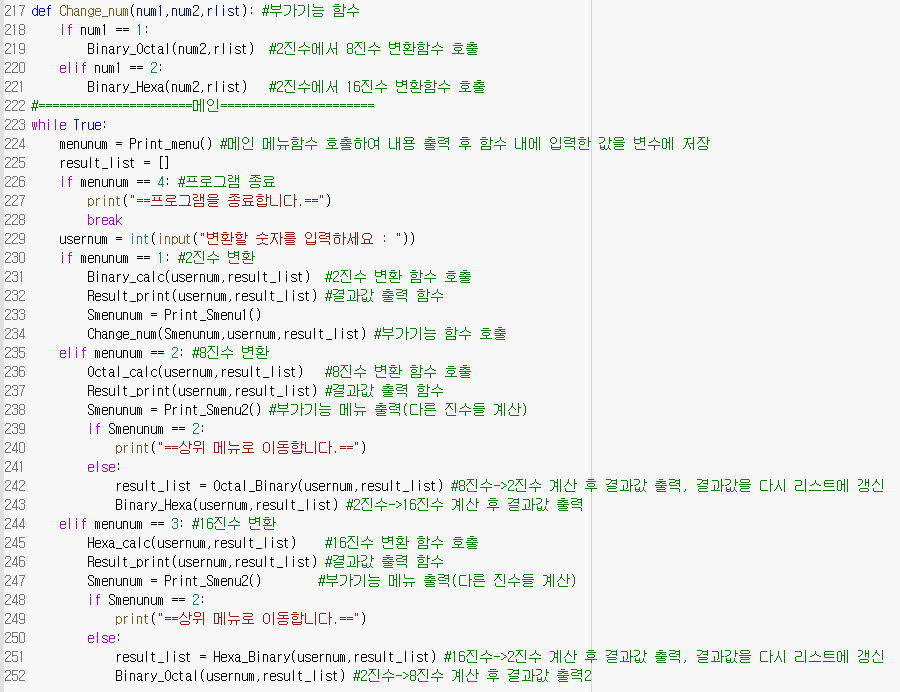 217 def Change_num(num1,num2,rlist): #부가기능 함수
218     if num1 == 1:
219         Binary_Octal(num2,rlist)  #2진수에서 8진수 변환함수 호출
220     elif num1 == 2:
221         Binary_Hexa(num2,rlist)   #2진수에서 16진수 변환함수 호출
222 #======================메인======================
223 while True:
224     menunum = Print_menu() #메인 메뉴함수 호출하여 내용 출력 후 함수 내에 입력한 값을 변수에 저장
225     result_list = []
226     if menunum == 4: #프로그램 종료
227         print("==프로그램을 종료합니다.==")
228         break
229     usernum = int(input("변환할 숫자를 입력하세요 : "))
230     if menunum == 1: #2진수 변환
231         Binary_calc(usernum,result_list)  #2진수 변환 함수 호출
232         Result_print(usernum,result_list) #결과값 출력 함수
233         Smenunum = Print_Smenu1()
234         Change_num(Smenunum,usernum,result_list) #부가기능 함수 호출
235     elif menunum == 2: #8진수 변환
236         Octal_calc(usernum,result_list)   #8진수 변환 함수 호출
237         Result_print(usernum,result_list) #결과값 출력 함수
238         Smenunum = Print_Smenu2() #부가기능 메뉴 출력(다른 진수들 계산)
239         if Smenunum == 2:
240             print("==상위 메뉴로 이동합니다.==")
241         else:
242             result_list = Octal_Binary(usernum,result_list) #8진수->2진수 계산 후 결과값 출력, 결과값을 다시 리스트에 갱신
243             Binary_Hexa(usernum,result_list) #2진수->16진수 계산 후 결과값 출력
244     elif menunum == 3: #16진수 변환
245         Hexa_calc(usernum,result_list)    #16진수 변환 함수 호출
246         Result_print(usernum,result_list) #결과값 출력 함수
247         Smenunum = Print_Smenu2()        #부가기능 메뉴 출력(다른 진수들 계산)
248         if Smenunum == 2:
249             print("==상위 메뉴로 이동합니다.==")
250         else:
251             result_list = Hexa_Binary(usernum,result_list) #16진수->2진수 계산 후 결과값 출력, 결과값을 다시 리스트에 갱신
252             Binary_Octal(usernum,result_list) #2진수->8진수 계산 후 결과값 출력2